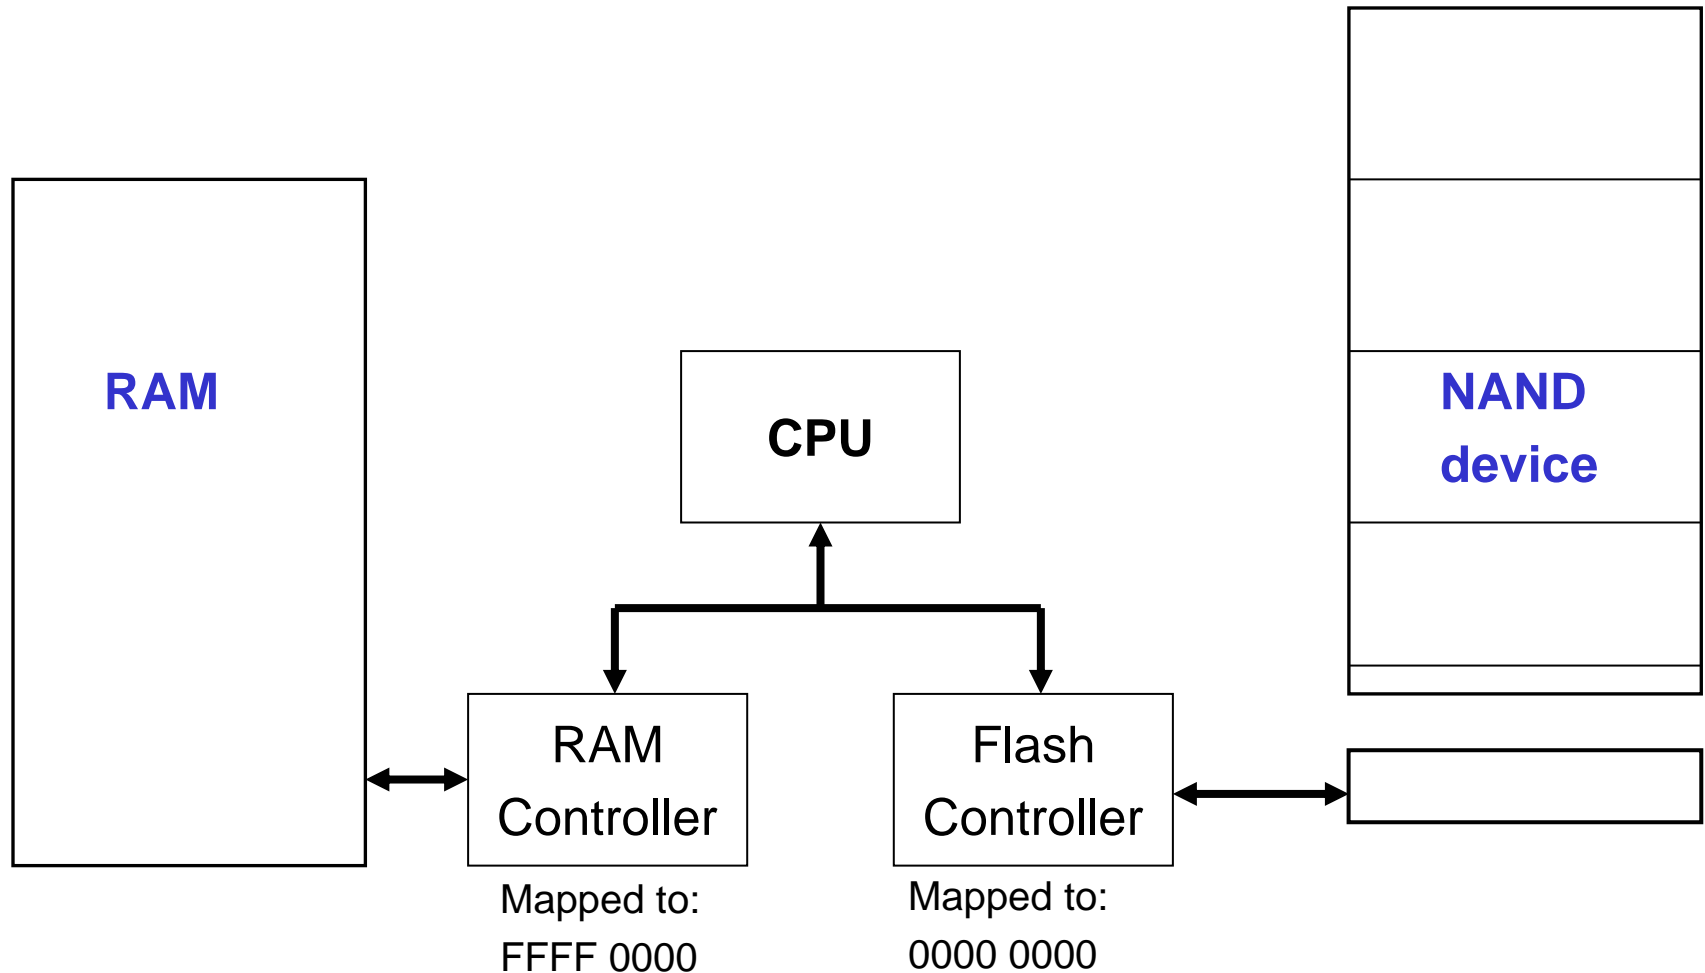 RAM
CPU
NAND
device
RAM
Controller
Flash
Controller
Mapped to:
FFFF 0000
Mapped to:
0000 0000